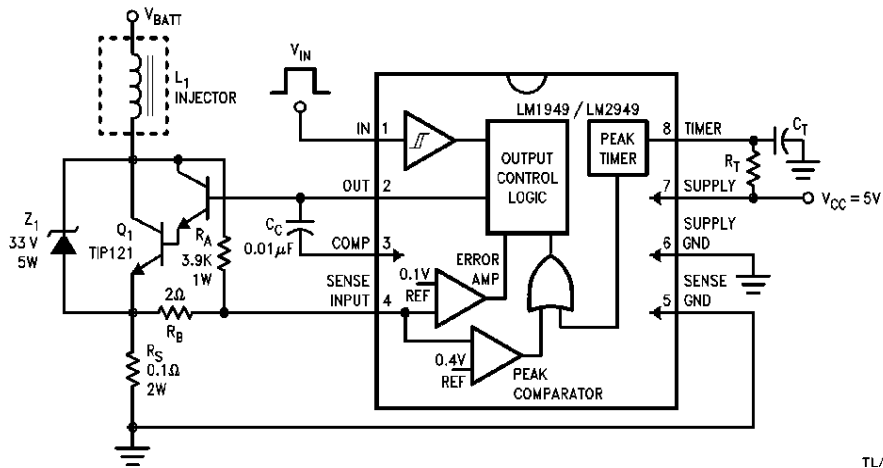 V_BATT
L1
INJECTOR
V_IN
LM1949 / LM2949
IN 1
8 TIMER
C_T
PEAK
TIMER
R_T
OUTPUT
CONTROL
LOGIC
OUT 2
7 SUPPLY
V_CC = 5V
Z1
33 V
5W
Q1
TIP121
R_A
3.9K
1W
C_C
0.01μF
COMP 3
SUPPLY
6 GND
ERROR
AMP
0.1V
REF
SENSE
INPUT 4
SENSE
5 GND
2Ω
R_B
0.4V
REF
PEAK
COMPARATOR
R_S
0.1Ω
2W
TL/